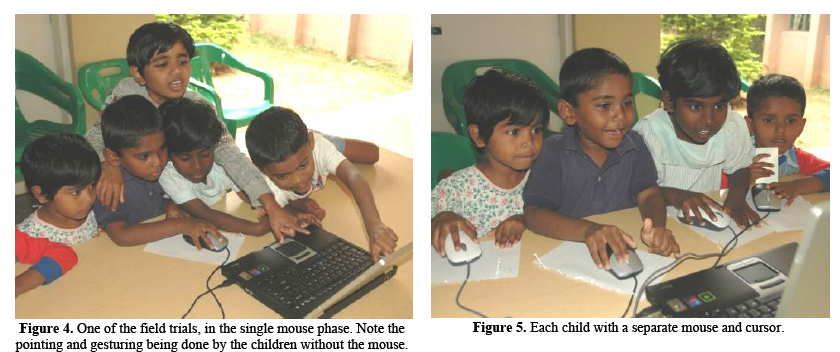 Figure 4. One of the field trials, in the single mouse phase. Note the
pointing and gesturing being done by the children without the mouse.
Figure 5. Each child with a separate mouse and cursor.